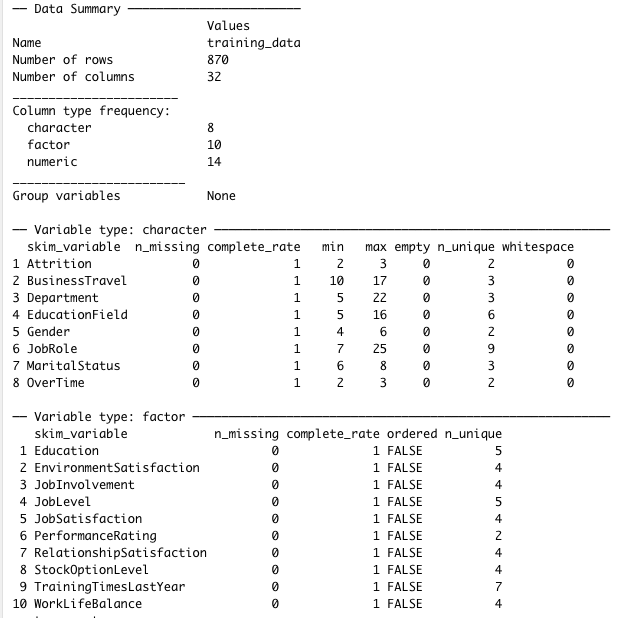 ── Data Summary ────────────────────────
Values
Name training_data
Number of rows 870
Number of columns 32
_______________________
Column type frequency:
character 8
factor 10
numeric 14
________________________
Group variables None
── Variable type: character ──────────────────────────────────────────────
skim_variable n_missing complete_rate min max empty n_unique whitespace
1 Attrition 0 1 2 3 0 2 0
2 BusinessTravel 0 1 10 17 0 3 0
3 Department 0 1 5 22 0 3 0
4 EducationField 0 1 5 16 0 6 0
5 Gender 0 1 4 6 0 2 0
6 JobRole 0 1 7 25 0 9 0
7 MaritalStatus 0 1 6 8 0 3 0
8 OverTime 0 1 2 3 0 2 0
── Variable type: factor ─────────────────────────────────────────────────
skim_variable n_missing complete_rate ordered n_unique
1 Education 0 1 FALSE 5
2 EnvironmentSatisfaction 0 1 FALSE 4
3 JobInvolvement 0 1 FALSE 4
4 JobLevel 0 1 FALSE 5
5 JobSatisfaction 0 1 FALSE 4
6 PerformanceRating 0 1 FALSE 2
7 RelationshipSatisfaction 0 1 FALSE 4
8 StockOptionLevel 0 1 FALSE 4
9 TrainingTimesLastYear 0 1 FALSE 7
10 WorkLifeBalance 0 1 FALSE 4